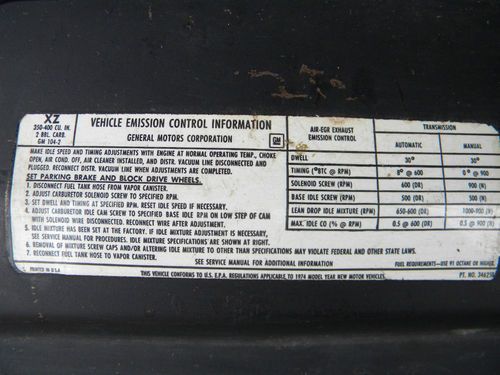 XZ
350-400 CU. IN.
2 BBL. CARB.
GM 104-2
VEHICLE EMISSION CONTROL INFORMATION
GENERAL MOTORS CORPORATION
GM
MAKE IDLE SPEED AND TIMING ADJUSTMENTS WITH ENGINE AT NORMAL OPERATING TEMP., CHOKE
OPEN, AIR COND. OFF, AIR CLEANER INSTALLED, AND DISTR. VACUUM LINE DISCONNECTED AND
PLUGGED. RECONNECT DISTR. VACUUM LINE WHEN ADJUSTMENTS ARE COMPLETED.
SET PARKING BRAKE AND BLOCK DRIVE WHEELS.
1. DISCONNECT FUEL TANK HOSE FROM VAPOR CANISTER.
2. ADJUST CARBURETOR SOLENOID SCREW TO SPECIFIED RPM.
3. SET DWELL AND TIMING AT SPECIFIED RPM. RESET IDLE SPEED IF NECESSARY.
4. ADJUST CARBURETOR IDLE CAM SCREW TO SPECIFIED BASE IDLE RPM ON LOW STEP OF CAM
WITH SOLENOID WIRE DISCONNECTED. RECONNECT WIRE AFTER ADJUSTMENT.
5. IDLE MIXTURE HAS BEEN SET AT THE FACTORY. IF IDLE MIXTURE ADJUSTMENT IS NECESSARY,
SEE SERVICE MANUAL FOR PROCEDURES. IDLE MIXTURE SPECIFICATIONS ARE SHOWN AT RIGHT.
6. REMOVAL OF MIXTURE SCREW CAPS AND/OR ALTERING IDLE MIXTURE TO OTHER THAN SPECIFICATION MAY VIOLATE FEDERAL AND/OR OTHER STATE LAWS.
7. RECONNECT FUEL TANK HOSE TO VAPOR CANISTER.
SEE SERVICE MANUAL FOR ADDITIONAL INFORMATION
AIR-EGR EXHAUST EMISSION CONTROL
TRANSMISSION
AUTOMATIC MANUAL
DWELL 30° 30°
TIMING (°BTC @ RPM) 8° @ 600 0° @ 900
SOLENOID SCREW (RPM) 600 (DR) 900 (N)
BASE IDLE SCREW (RPM) 500 (DR) 500 (N)
LEAN DROP IDLE MIXTURE (RPM) 650-600 (DR) 1000-900 (N)
MAX. IDLE CO (% @ RPM) 0.5 @ 600 (DR) 0.5 @ 900 (N)
FUEL REQUIREMENTS—USE 91 OCTANE OR HIGHER.
PRINTED IN U.S.A.
THIS VEHICLE CONFORMS TO U.S. E.P.A. REGULATIONS APPLICABLE TO 1974 MODEL YEAR NEW MOTOR VEHICLES.
PT. NO.